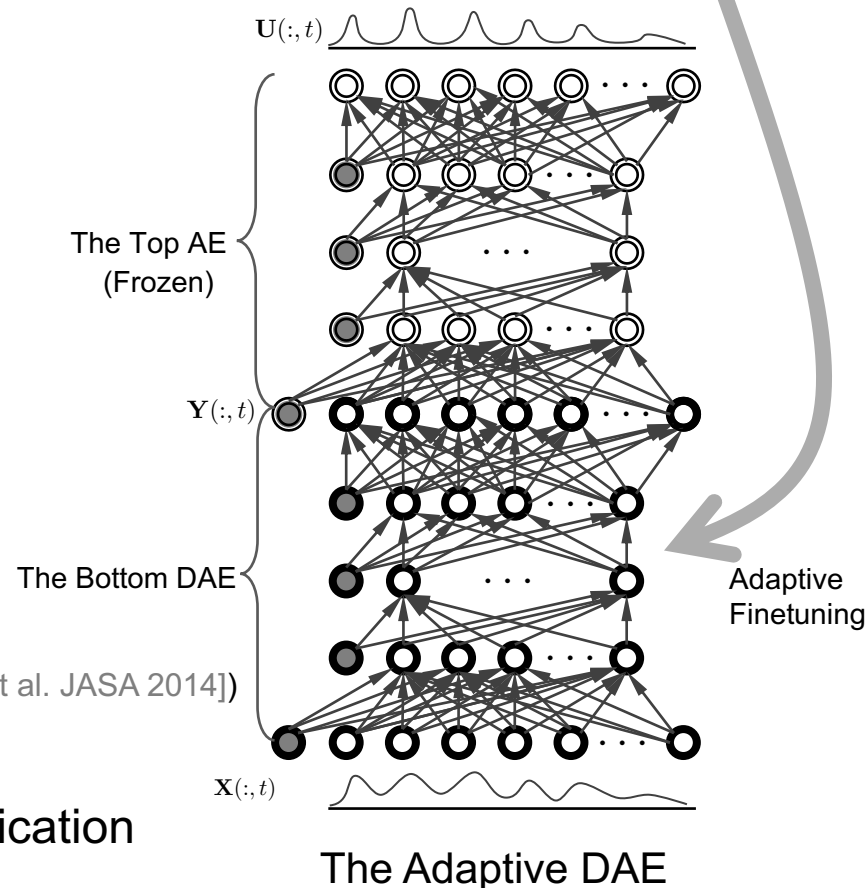 U(:, t)
· · ·
· · ·
The Top AE
(Frozen)
· · ·
· · ·
Y(:, t)
· · ·
· · ·
The Bottom DAE
· · ·
Adaptive
Finetuning
t al. JASA 2014])
· · ·
· · ·
X(:, t)
ication
The Adaptive DAE